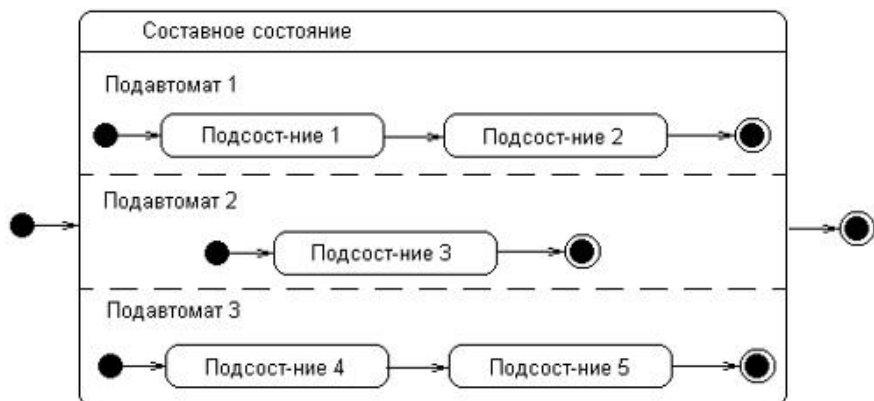 Составное состояние
Подавтомат 1
Подсост-ние 1
Подсост-ние 2
Подавтомат 2
Подсост-ние 3
Подавтомат 3
Подсост-ние 4
Подсост-ние 5